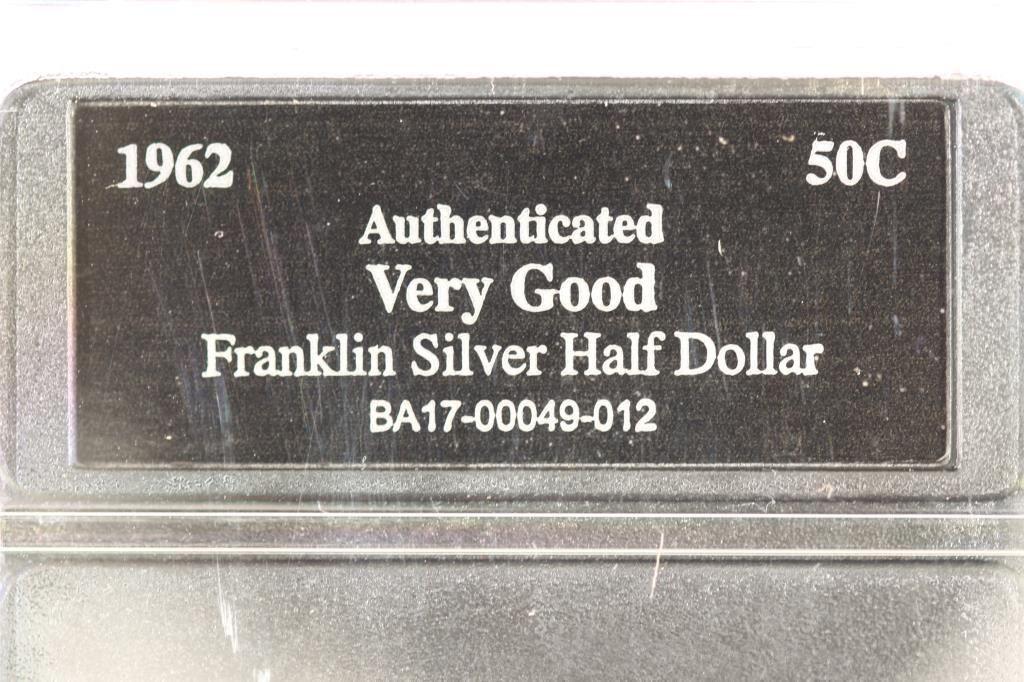 1962 50C
Authenticated
Very Good
Franklin Silver Half Dollar
BA17-00049-012